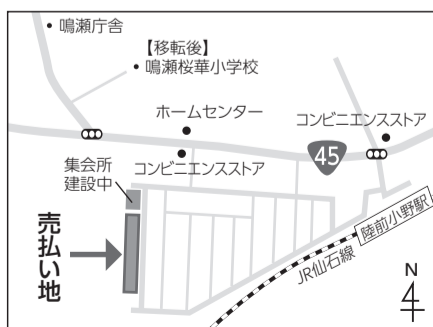 鳴瀬庁舎
【移転後】
鳴瀬桜華小学校
ホームセンター
コンビニエンスストア
コンビニエンスストア
45
集会所
建設中
売払い地
陸前小野駅
JR仙石線
N
4